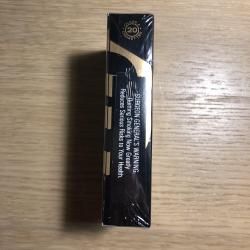 20
SURGEON GENERAL'S WARNING:
Quitting Smoking Now Greatly
Reduces Serious Risks to Your Health.